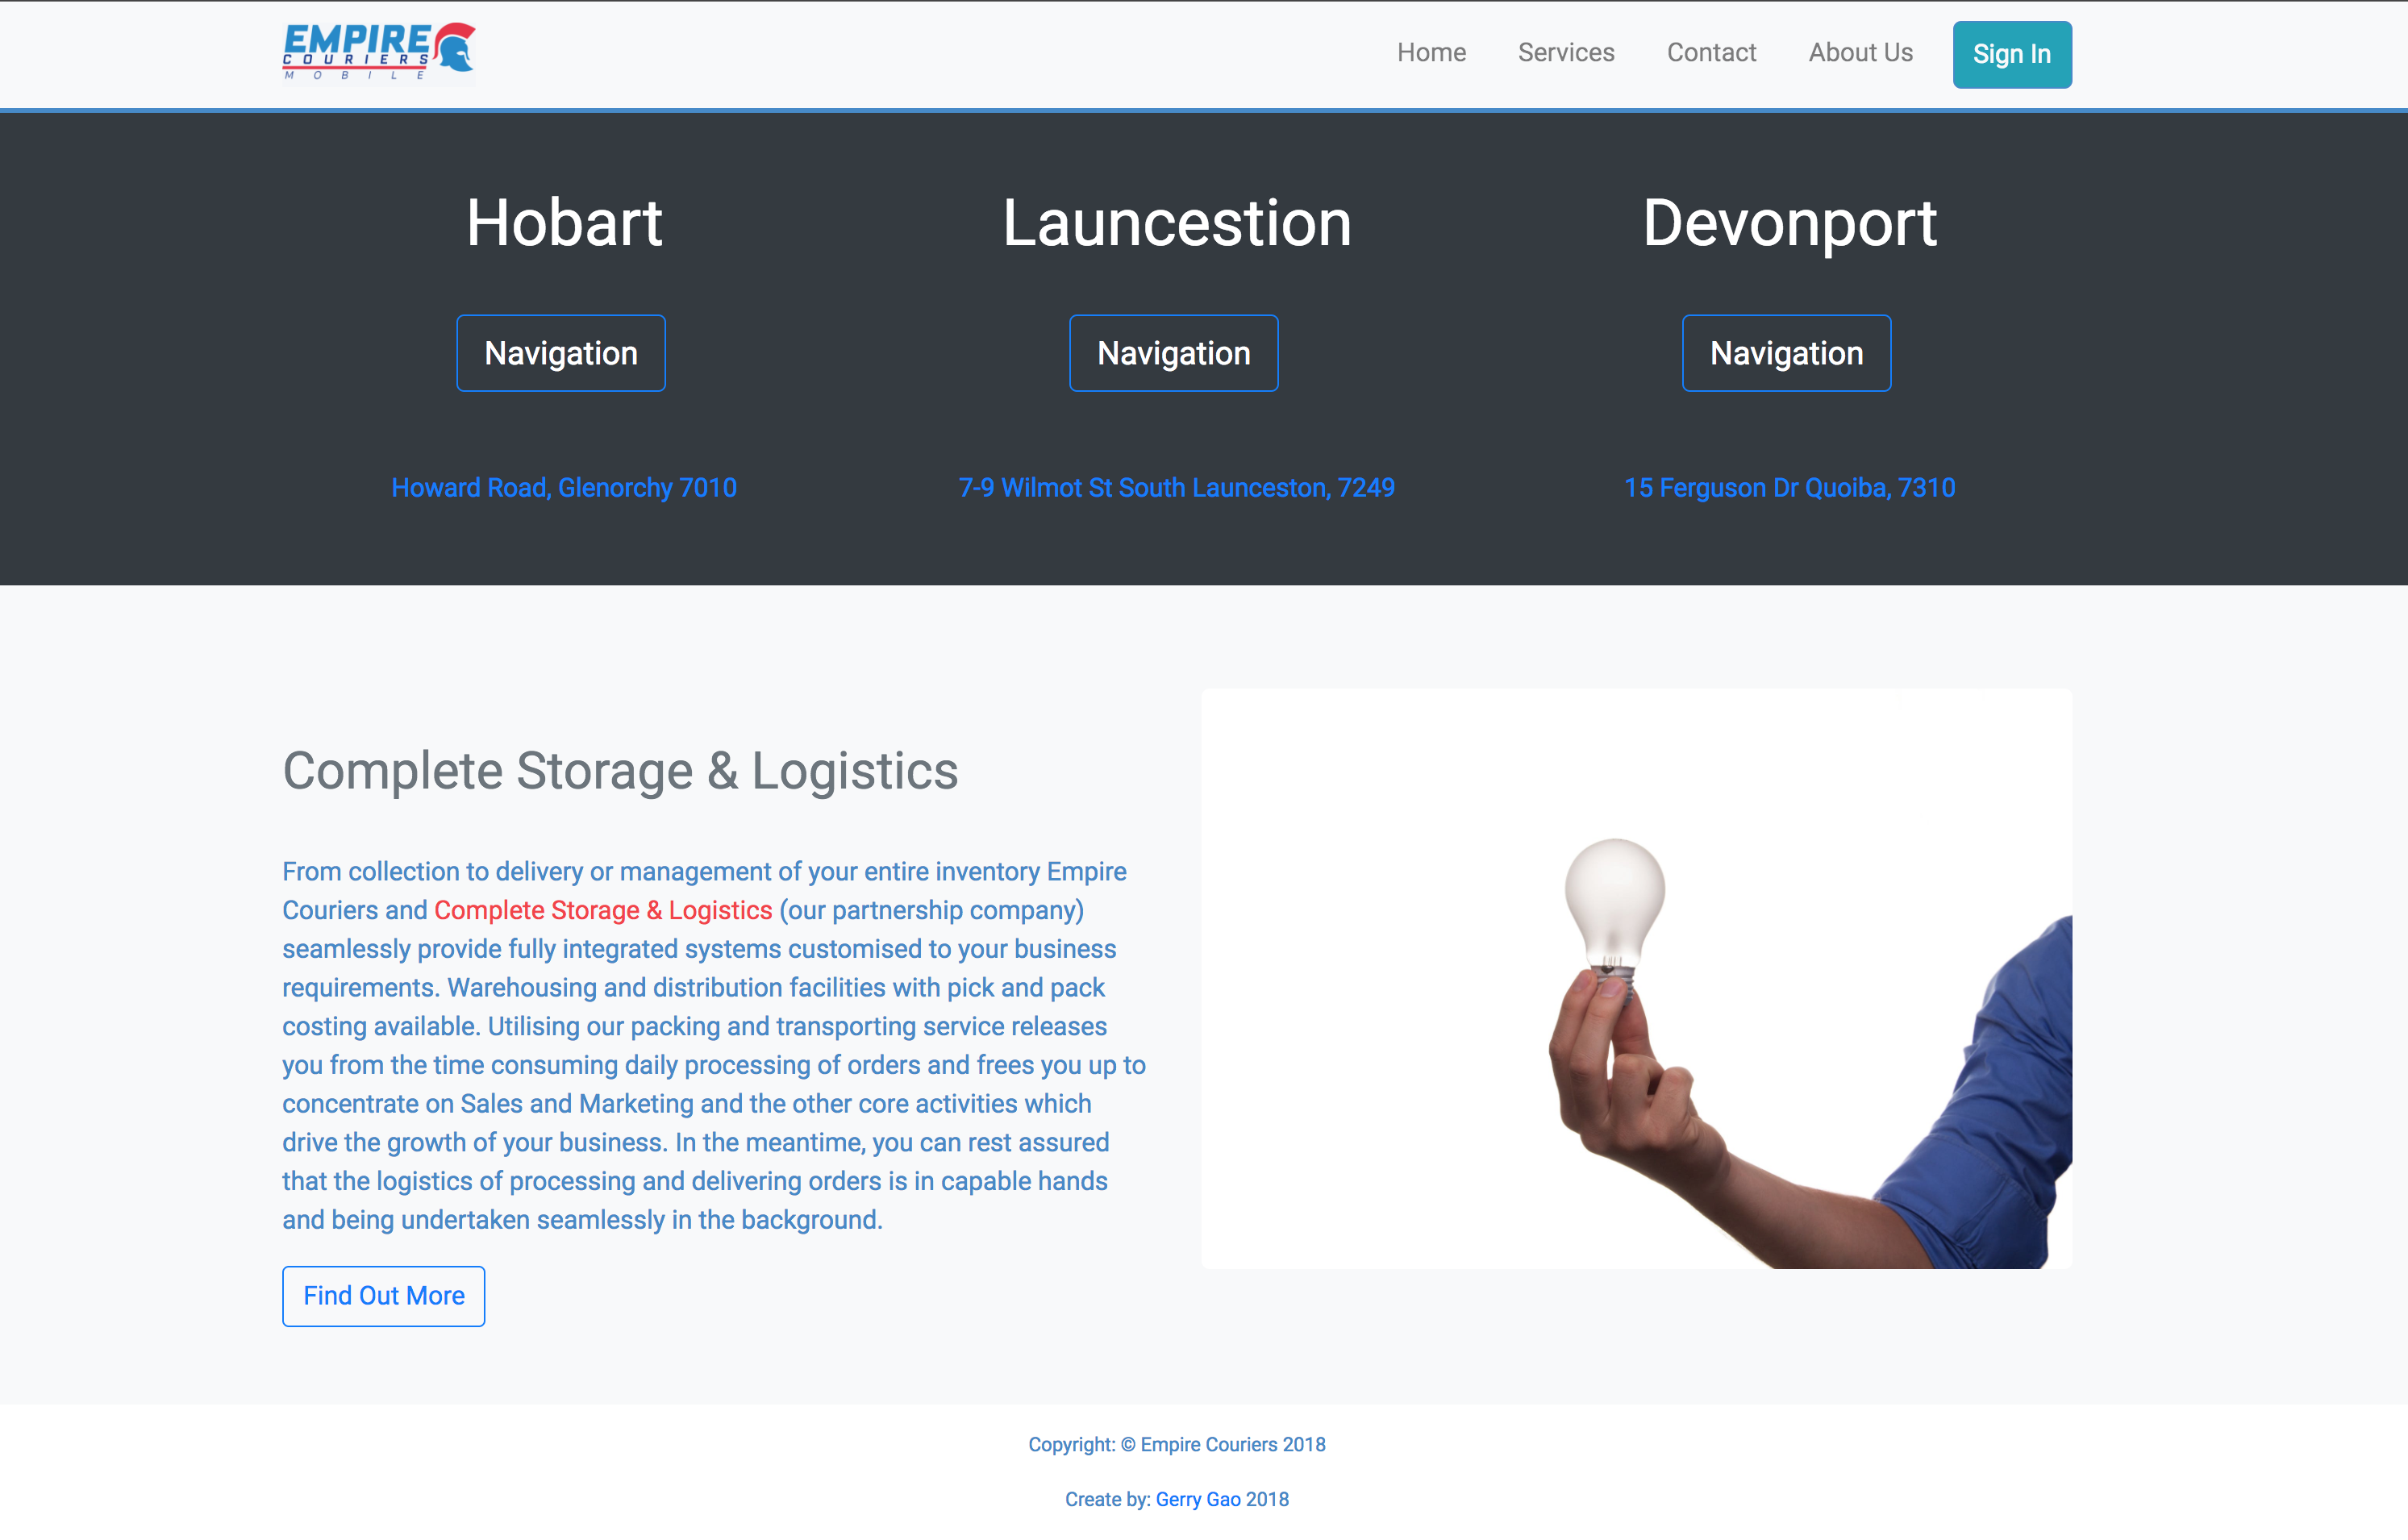 EMPIRE
COURIERS
MOBILE
Home Services Contact About Us Sign In
Hobart Launcestion Devonport
Navigation Navigation Navigation
Howard Road, Glenorchy 7010 7-9 Wilmot St South Launceston, 7249 15 Ferguson Dr Quoiba, 7310
Complete Storage & Logistics
From collection to delivery or management of your entire inventory Empire
Couriers and Complete Storage & Logistics (our partnership company)
seamlessly provide fully integrated systems customised to your business
requirements. Warehousing and distribution facilities with pick and pack
costing available. Utilising our packing and transporting service releases
you from the time consuming daily processing of orders and frees you up to
concentrate on Sales and Marketing and the other core activities which
drive the growth of your business. In the meantime, you can rest assured
that the logistics of processing and delivering orders is in capable hands
and being undertaken seamlessly in the background.
Find Out More
Copyright: © Empire Couriers 2018
Create by: Gerry Gao 2018